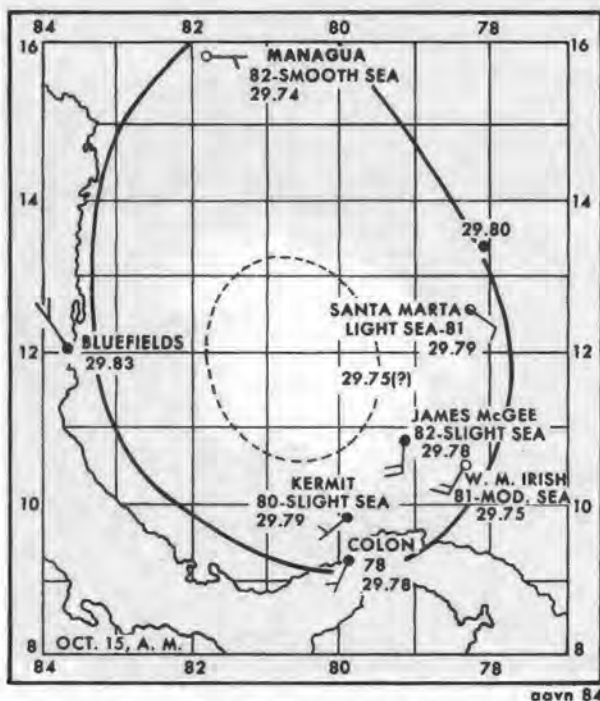 84 82 80 78
16 MANAGUA 16
82-SMOOTH SEA
29.74
14 14
29.80
SANTA MARTA
LIGHT SEA-81
12 BLUEFIELDS 29.79 12
29.83
29.75(?)
JAMES McGEE
82-SLIGHT SEA
29.78
KERMIT W. M. IRISH
80-SLIGHT SEA 81-MOD. SEA
10 29.79 29.75 10
COLON
78
29.78
8 OCT. 15, A. M. 8
84 82 80 78
gavn 84